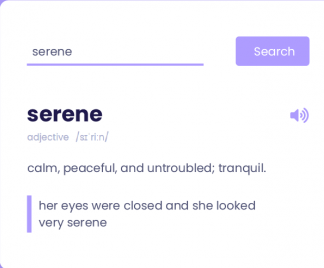 serene
Search
serene
adjective /sɪˈriːn/
calm, peaceful, and untroubled; tranquil.
her eyes were closed and she looked
very serene